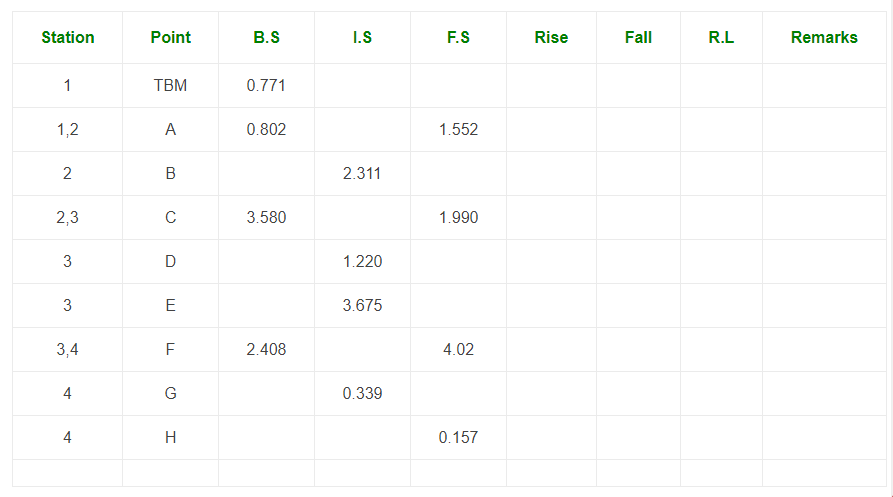 Station Point B.S I.S F.S Rise Fall R.L Remarks
1 TBM 0.771
1,2 A 0.802 1.552
2 B 2.311
2,3 C 3.580 1.990
3 D 1.220
3 E 3.675
3,4 F 2.408 4.02
4 G 0.339
4 H 0.157